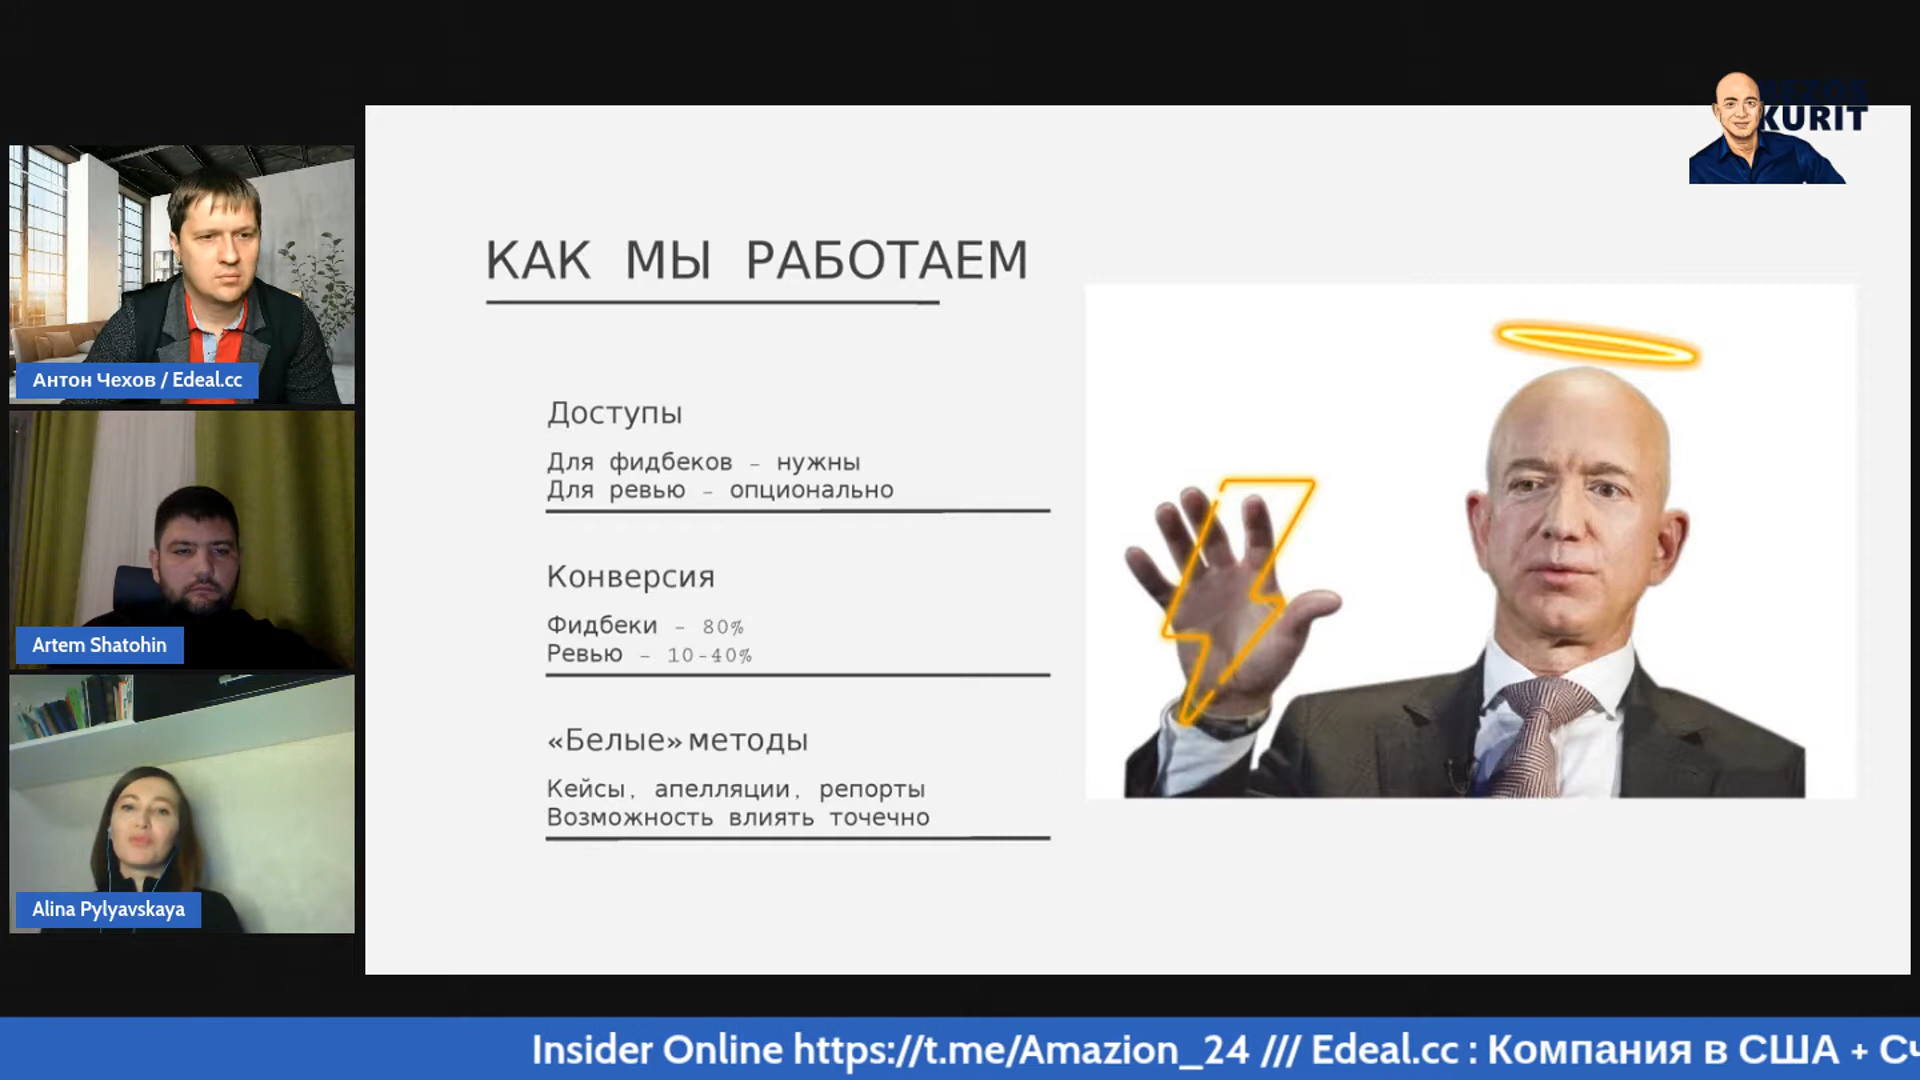 BEZOS
KURIT
КАК МЫ РАБОТАЕМ
Доступы
Для фидбеков – нужны
Для ревью – опционально
Конверсия
Фидбеки – 80%
Ревью – 10-40%
«Белые» методы
Кейсы, апелляции, репорты
Возможность влиять точечно
Антон Чехов / Edeal.cc
Artem Shatohin
Alina Pylyavskaya
Insider Online https://t.me/Amazion_24 /// Edeal.cc : Компания в США + Сч